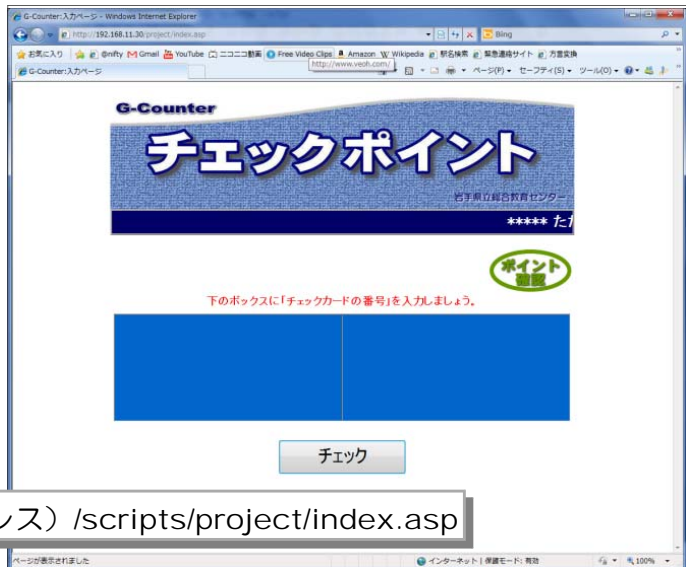 G-Counter:入力ページ - Windows Internet Explorer
http://192.168.11.30/project/index.asp
Bing
お気に入り @nifty Gmail YouTube ニコニコ動画 Free Video Clips Amazon Wikipedia 駅名検索 緊急連絡サイト 方言変換
http://www.veoh.com/
G-Counter:入力ページ
ページ(P) セーフティ(S) ツール(O)
G-Counter
チェックポイント
岩手県立総合教育センター
***** ただ
ポイント
確認
下のボックスに「チェックカードの番号」を入力しましょう。
チェック
レス）/scripts/project/index.asp
ページが表示されました
インターネット | 保護モード: 有効
100%